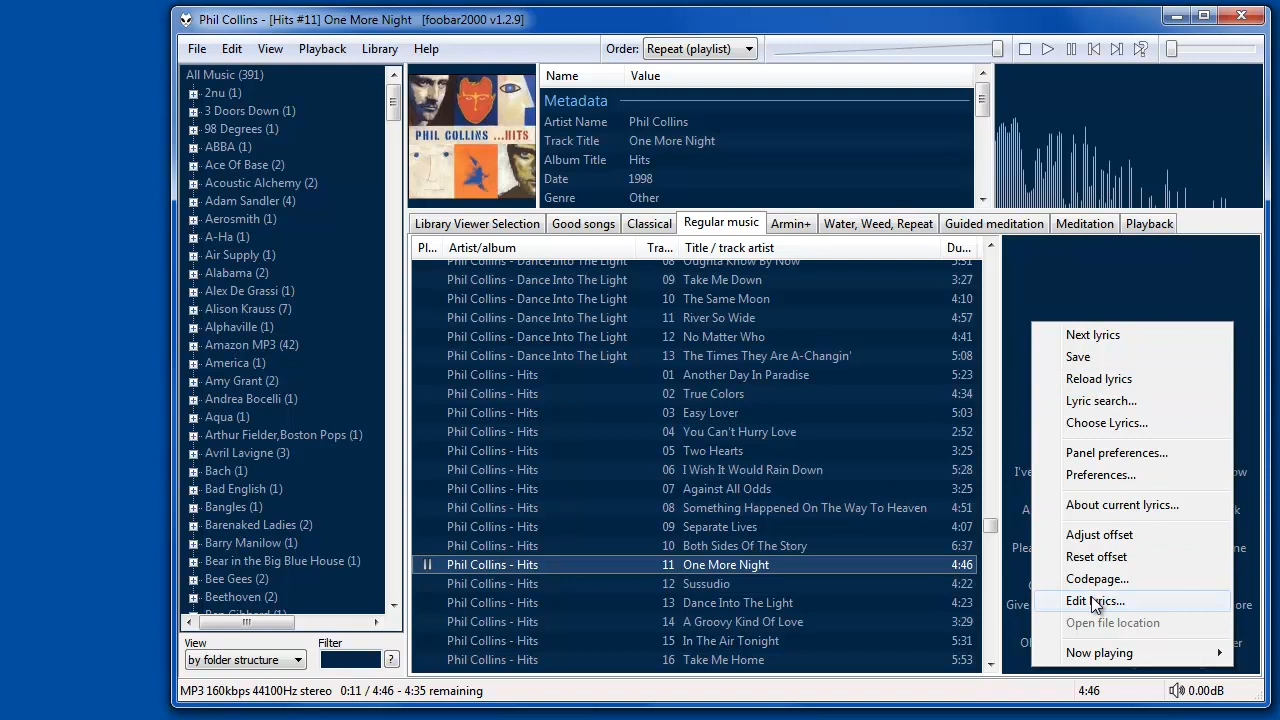 Phil Collins - [Hits #11] One More Night   [foobar2000 v1.2.9]
File Edit View Playback Library Help
Order: Repeat (playlist)
All Music (391)
2nu (1)
3 Doors Down (1)
98 Degrees (1)
ABBA (1)
Ace Of Base (2)
Acoustic Alchemy (2)
Adam Sandler (4)
Aerosmith (1)
A-Ha (1)
Air Supply (1)
Alabama (2)
Alex De Grassi (1)
Alison Krauss (7)
Alphaville (1)
Amazon MP3 (42)
America (1)
Amy Grant (2)
Andrea Bocelli (1)
Aqua (1)
Arthur Fielder,Boston Pops (1)
Avril Lavigne (3)
Bach (1)
Bad English (1)
Bangles (1)
Barenaked Ladies (2)
Barry Manilow (1)
Bear in the Big Blue House (1)
Bee Gees (2)
Beethoven (2)
View Filter
by folder structure ?
PHIL COLLINS ...HITS
Name Value
Metadata
Artist Name Phil Collins
Track Title One More Night
Album Title Hits
Date 1998
Genre Other
Library Viewer Selection Good songs Classical Regular music Armin+ Water, Weed, Repeat Guided meditation Meditation Playback
Pl... Artist/album Tra... Title / track artist Du...
Phil Collins - Dance Into The Light 08 Oughta Know By Now 5:31
Phil Collins - Dance Into The Light 09 Take Me Down 3:27
Phil Collins - Dance Into The Light 10 The Same Moon 4:10
Phil Collins - Dance Into The Light 11 River So Wide 4:57
Phil Collins - Dance Into The Light 12 No Matter Who 4:41
Phil Collins - Dance Into The Light 13 The Times They Are A-Changin' 5:08
Phil Collins - Hits 01 Another Day In Paradise 5:23
Phil Collins - Hits 02 True Colors 4:34
Phil Collins - Hits 03 Easy Lover 5:03
Phil Collins - Hits 04 You Can't Hurry Love 2:52
Phil Collins - Hits 05 Two Hearts 3:25
Phil Collins - Hits 06 I Wish It Would Rain Down 5:28
Phil Collins - Hits 07 Against All Odds 3:25
Phil Collins - Hits 08 Something Happened On The Way To Heaven 4:51
Phil Collins - Hits 09 Separate Lives 4:07
Phil Collins - Hits 10 Both Sides Of The Story 6:37
Phil Collins - Hits 11 One More Night 4:46
Phil Collins - Hits 12 Sussudio 4:22
Phil Collins - Hits 13 Dance Into The Light 4:23
Phil Collins - Hits 14 A Groovy Kind Of Love 3:29
Phil Collins - Hits 15 In The Air Tonight 5:31
Phil Collins - Hits 16 Take Me Home 5:53
I've
Plea
Give
Next lyrics
Save
Reload lyrics
Lyric search...
Choose Lyrics...
Panel preferences...
Preferences...
About current lyrics...
Adjust offset
Reset offset
Codepage...
Edit lyrics...
Open file location
Now playing
MP3 160kbps 44100Hz stereo 0:11 / 4:46 - 4:35 remaining 4:46 0.00dB